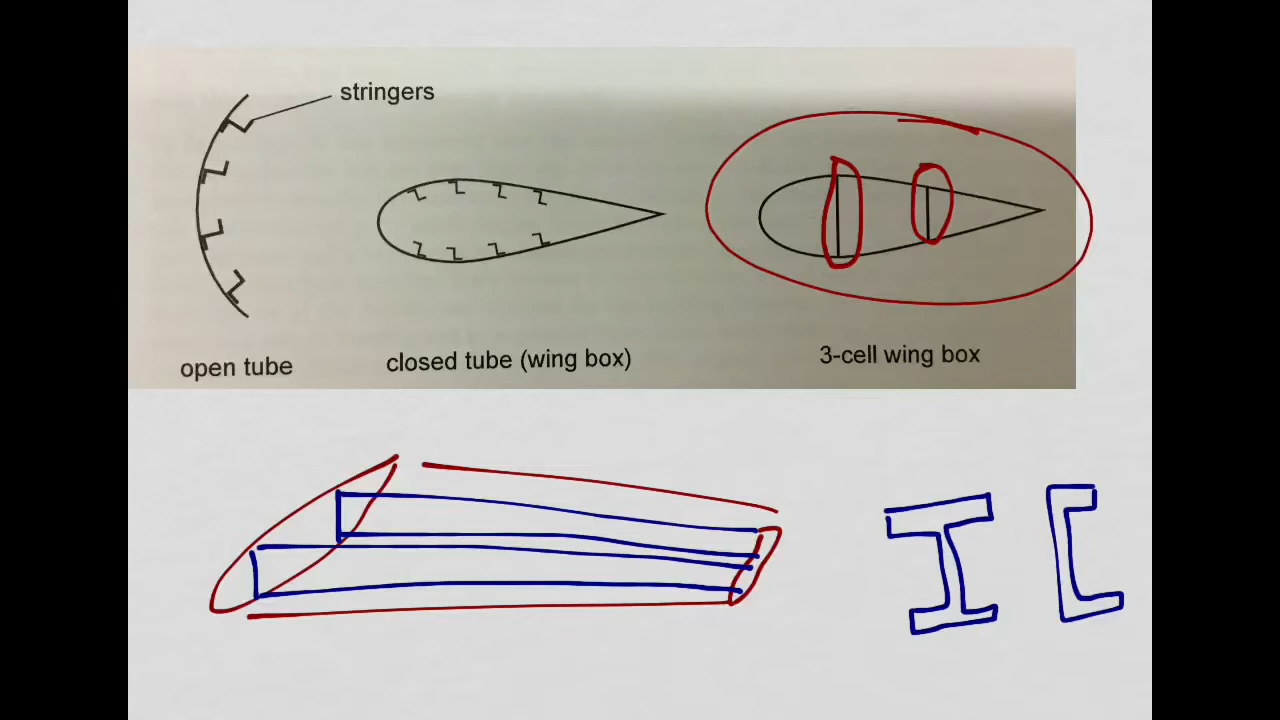 stringers
open tube
closed tube (wing box)
3-cell wing box